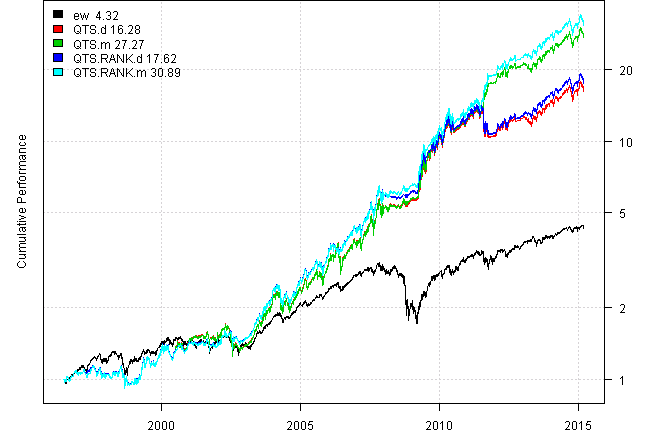 ew 4.32
QTS.d 16.28
QTS.m 27.27
QTS.RANK.d 17.62
QTS.RANK.m 30.89
Cumulative Performance
20
10
5
2
1
2000 2005 2010 2015